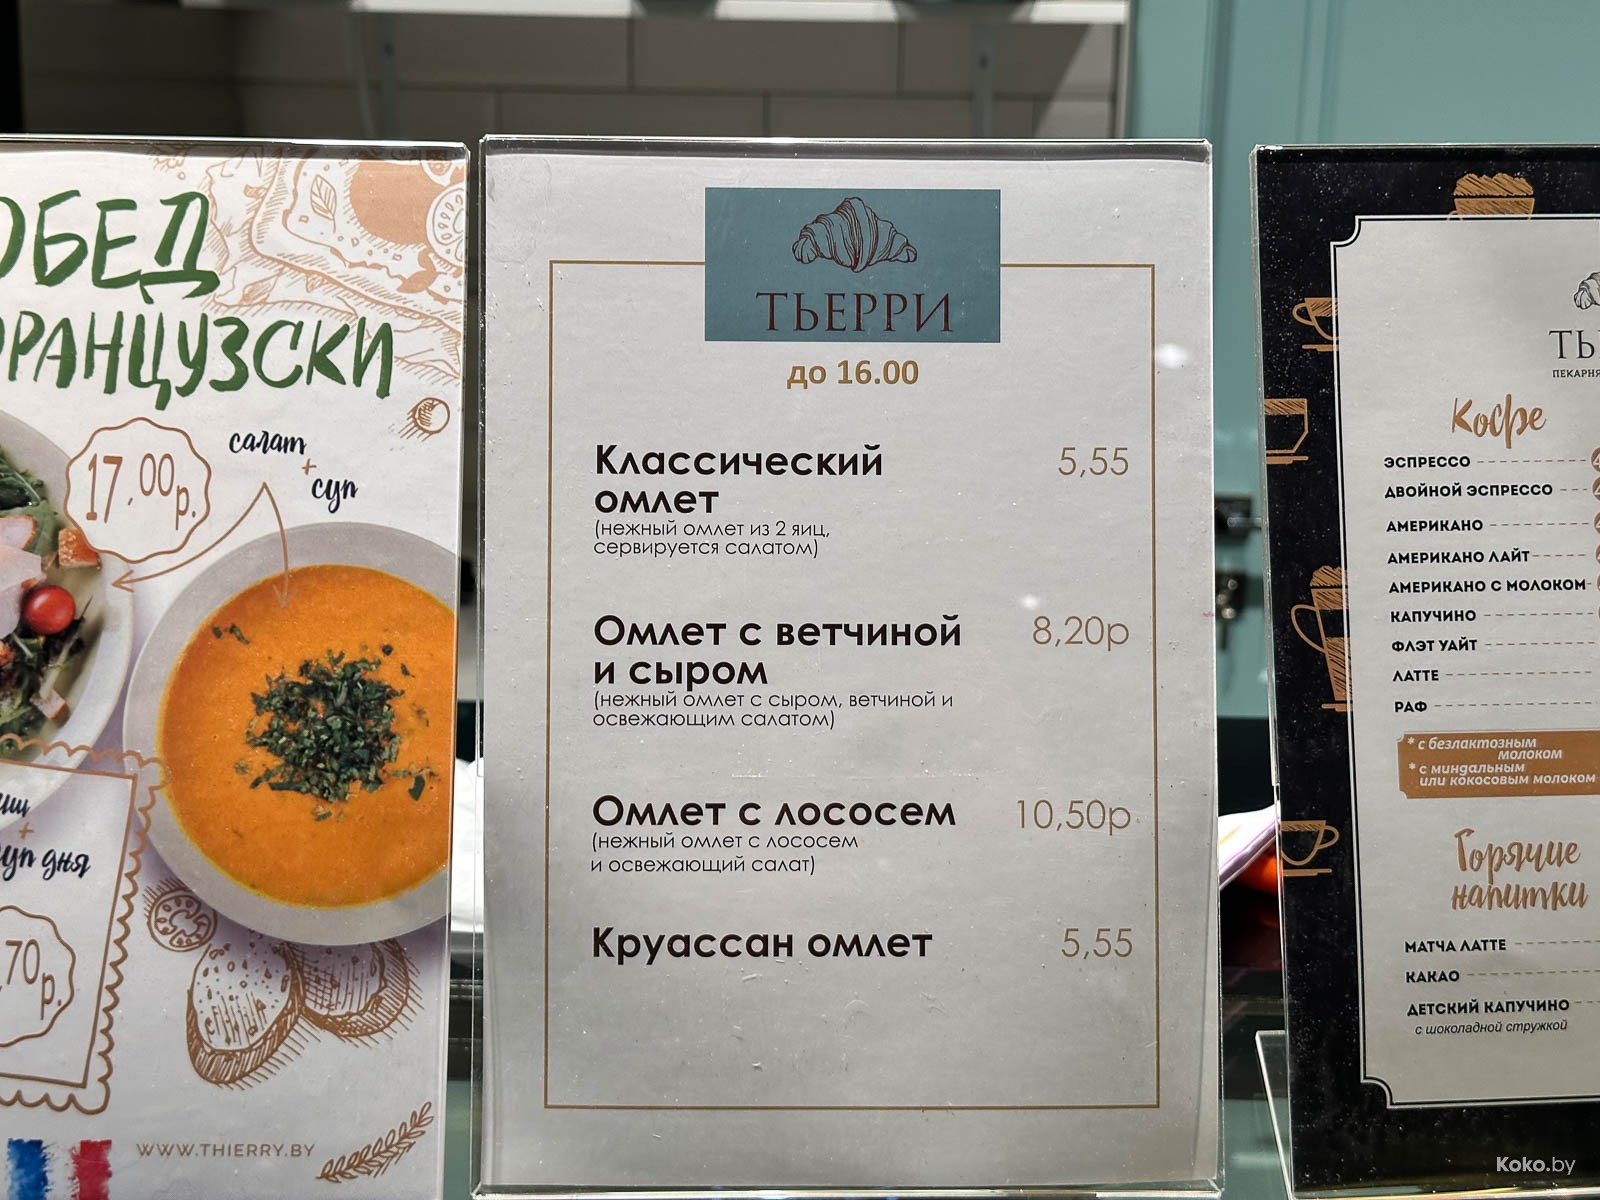 ОБЕД
ФРАНЦУЗСКИ
17,00р.
салат
+
суп
+
суп дня
,70р.
WWW.THIERRY.BY
ТЬЕРРИ
до 16.00
Классический 5,55
омлет
(нежный омлет из 2 яиц,
сервируется салатом)
Омлет с ветчиной 8,20р
и сыром
(нежный омлет с сыром, ветчиной и
освежающим салатом)
Омлет с лососем 10,50р
(нежный омлет с лососем
и освежающий салат)
Круассан омлет 5,55
ТЬ
ПЕКАРНЯ
Кофе
ЭСПРЕССО
ДВОЙНОЙ ЭСПРЕССО
АМЕРИКАНО
АМЕРИКАНО ЛАЙТ
АМЕРИКАНО С МОЛОКОМ
КАПУЧИНО
ФЛЭТ УАЙТ
ЛАТТЕ
РАФ
* с безлактозным
молоком
* с миндальным
или кокосовым молоком
Горячие
напитки
МАТЧА ЛАТТЕ
КАКАО
ДЕТСКИЙ КАПУЧИНО
с шоколадной стружкой
Koko.by